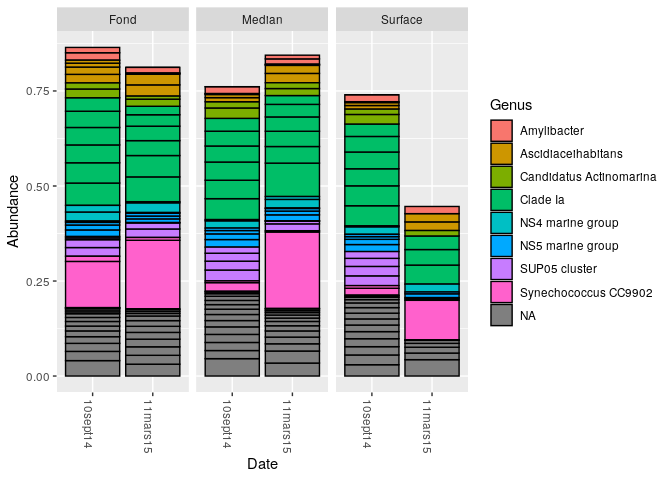 Fond
Median
Surface
Abundance
0.75
0.50
0.25
0.00
10sept14
11mars15
10sept14
11mars15
10sept14
11mars15
Date
Genus
Amylibacter
Ascidiaceihabitans
Candidatus Actinomarina
Clade Ia
NS4 marine group
NS5 marine group
SUP05 cluster
Synechococcus CC9902
NA